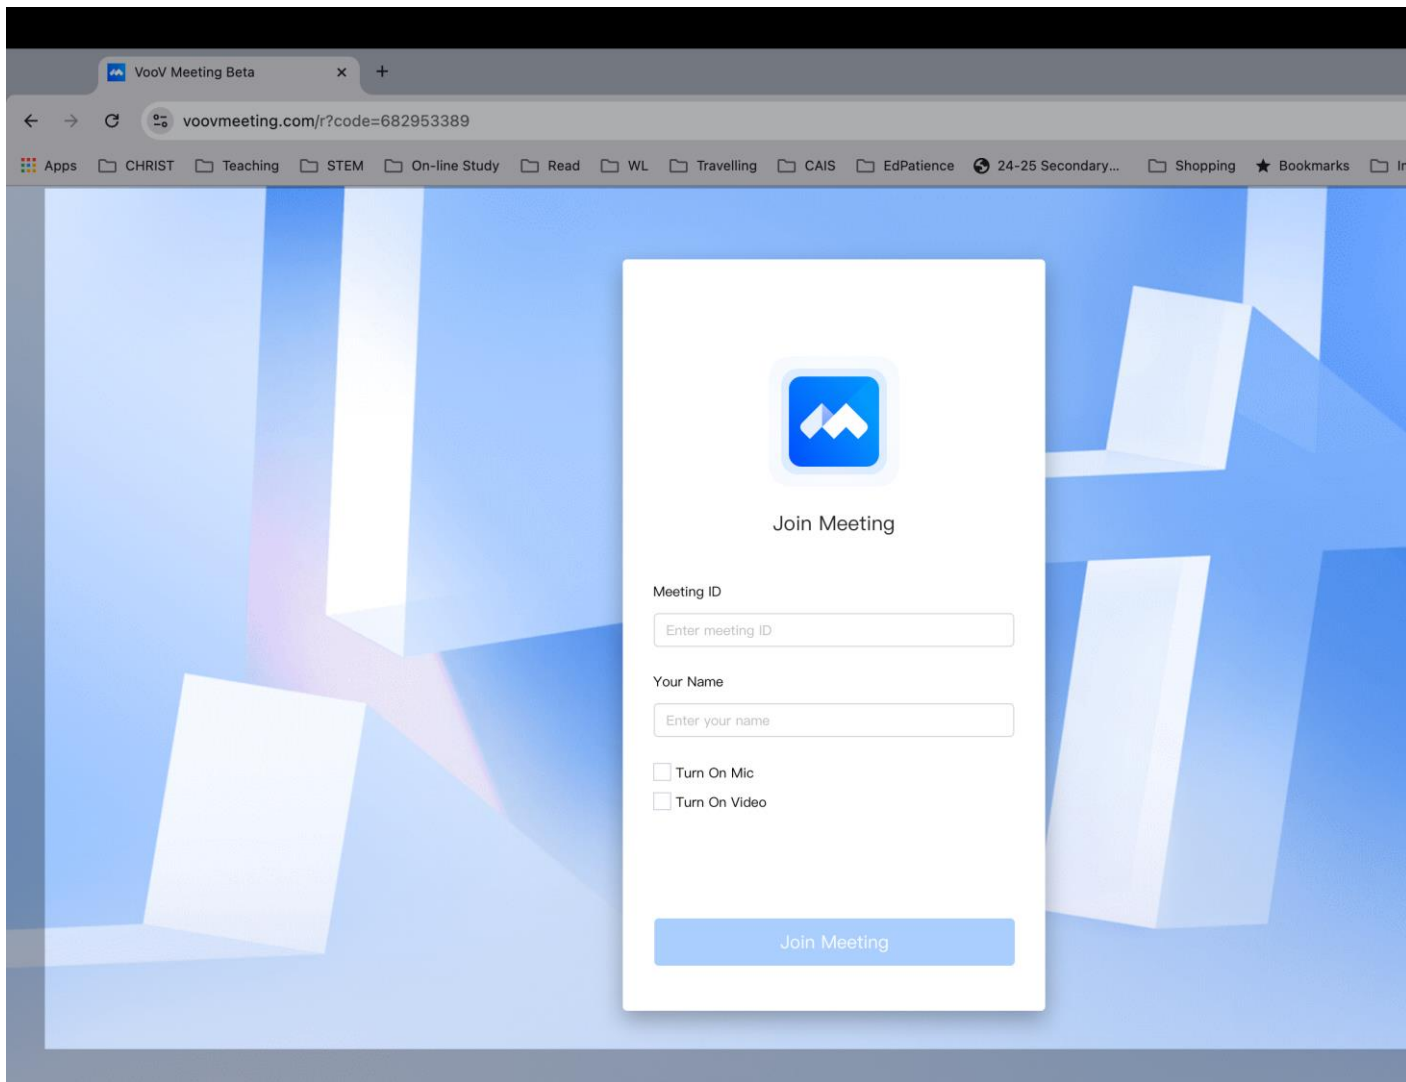 VooV Meeting Beta
voovmeeting.com/r?code=682953389
Apps CHRIST Teaching STEM On-line Study Read WL Travelling CAIS EdPatience 24-25 Secondary... Shopping Bookmarks
Join Meeting
Meeting ID
Enter meeting ID
Your Name
Enter your name
Turn On Mic
Turn On Video
Join Meeting